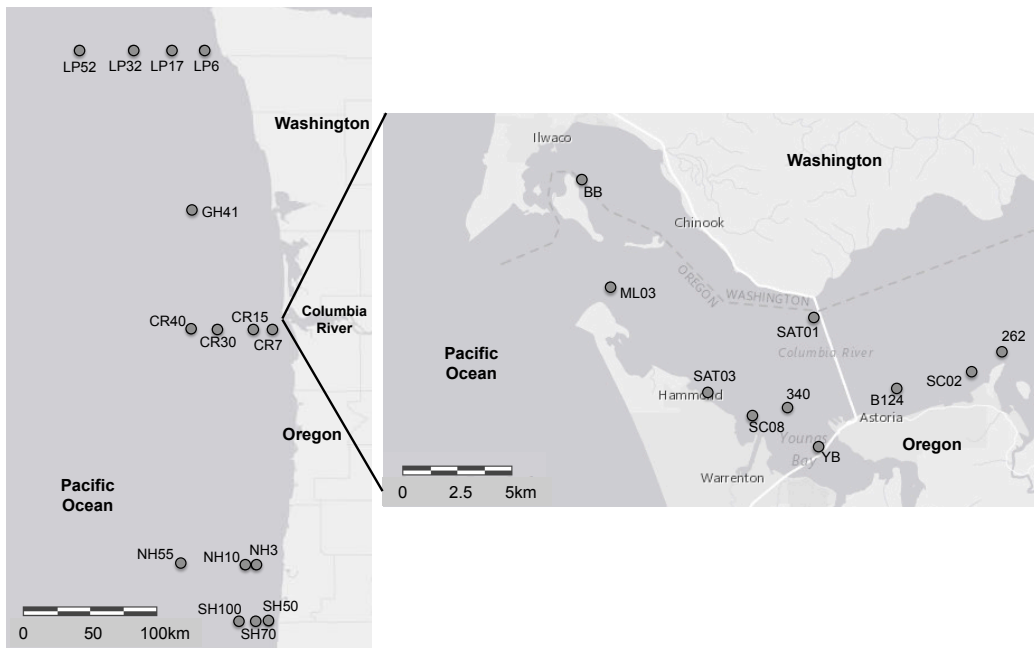 LP52 LP32 LP17 LP6
Washington
GH41
CR40
CR30
CR15
CR7
Columbia
River
Oregon
Pacific
Ocean
NH55
NH10
NH3
SH100
SH50
SH70
0 50 100km
Ilwaco
Washington
BB
Chinook
OREGON
WASHINGTON
ML03
SAT01
Columbia River
262
Pacific
Ocean
SAT03
SC02
Hammond
340
B124
SC08
Astoria
Youngs
Bay
YB
Oregon
Warrenton
0 2.5 5km